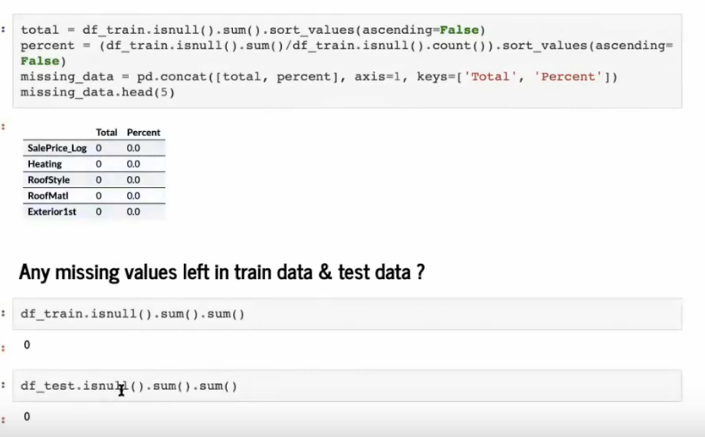 total = df_train.isnull().sum().sort_values(ascending=False)
percent = (df_train.isnull().sum()/df_train.isnull().count()).sort_values(ascending=
False)
missing_data = pd.concat([total, percent], axis=1, keys=['Total', 'Percent'])
missing_data.head(5)
Total Percent
SalePrice_Log 0 0.0
Heating 0 0.0
RoofStyle 0 0.0
RoofMatl 0 0.0
Exterior1st 0 0.0
Any missing values left in train data & test data ?
df_train.isnull().sum().sum()
0
df_test.isnull().sum().sum()
0